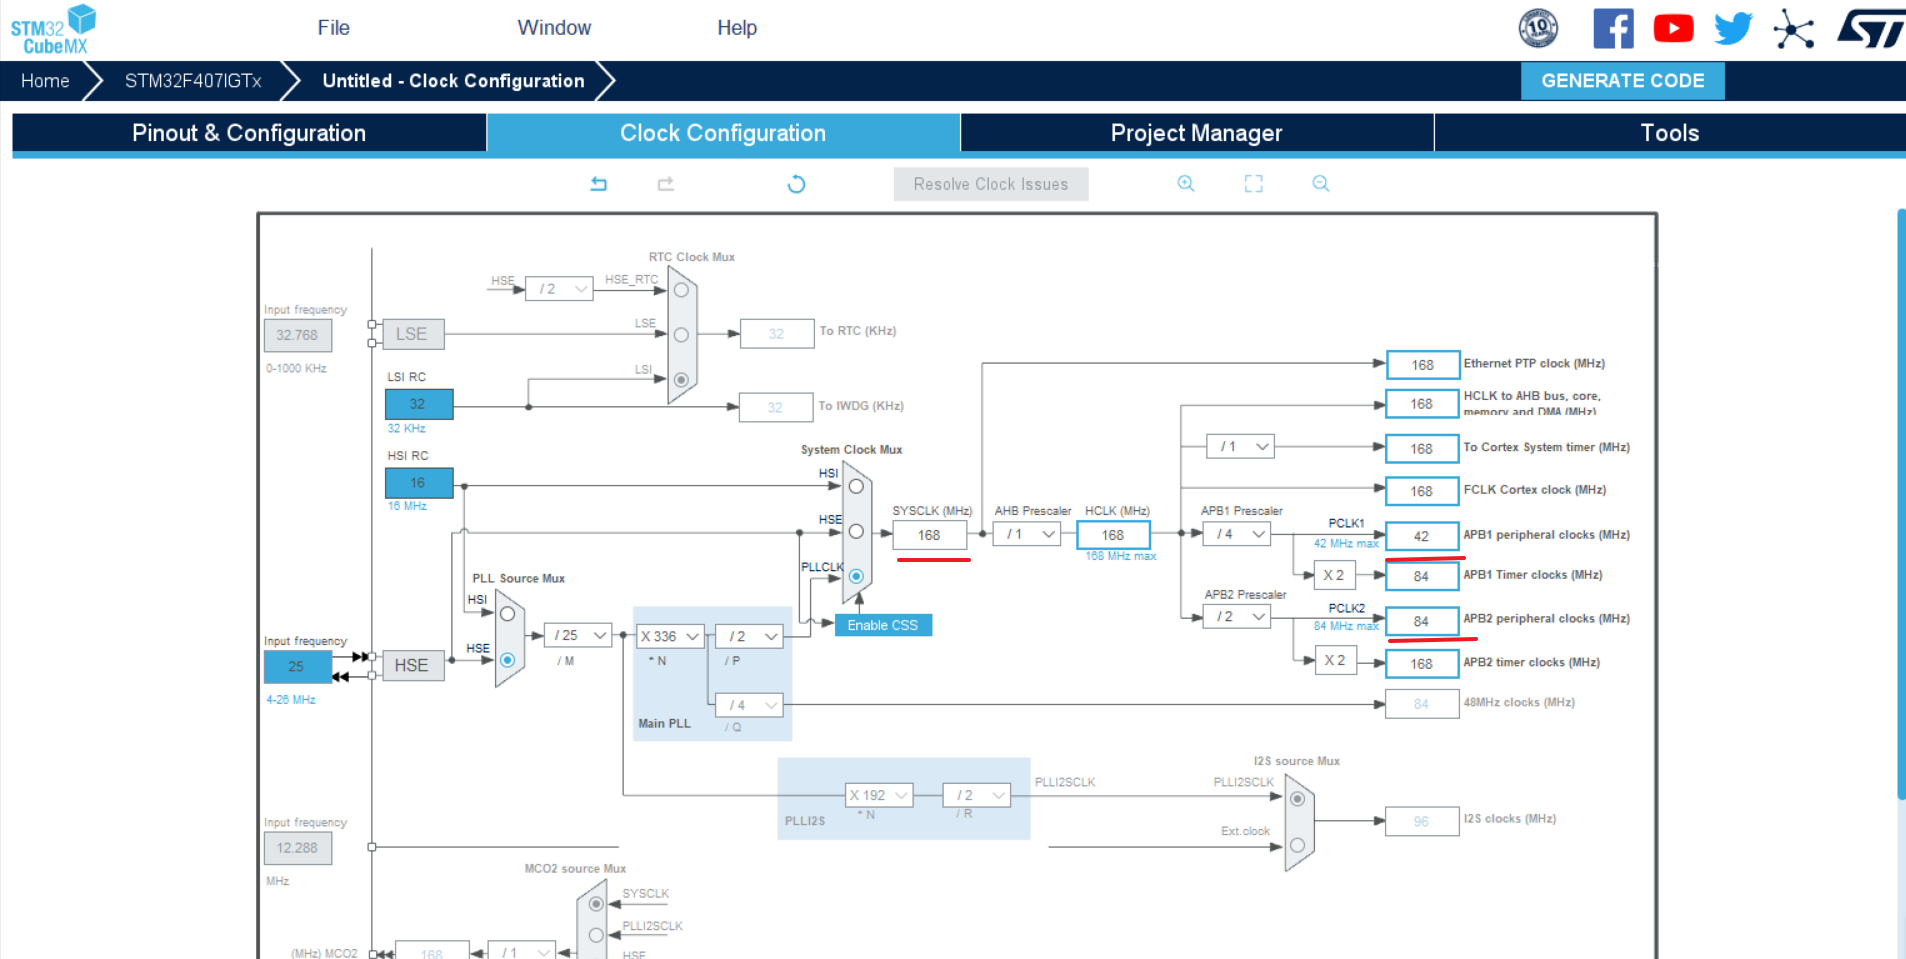 STM32
CubeMX
File
Window
Help
10
Home
STM32F407IGTx
Untitled - Clock Configuration
GENERATE CODE
Pinout & Configuration
Clock Configuration
Project Manager
Tools
Resolve Clock Issues
RTC Clock Mux
HSE
/ 2
HSE_RTC
Input frequency
32.768
0-1000 KHz
LSE
LSE
32
To RTC (KHz)
LSI
LSI RC
32
32 KHz
32
To IWDG (KHz)
HSI RC
16
16 MHz
System Clock Mux
HSI
HSE
PLLCLK
Enable CSS
SYSCLK (MHz)
168
AHB Prescaler
/ 1
HCLK (MHz)
168
168 MHz max
168
Ethernet PTP clock (MHz)
168
HCLK to AHB bus, core,
memory and DMA (MHz)
/ 1
168
To Cortex System timer (MHz)
168
FCLK Cortex clock (MHz)
APB1 Prescaler
/ 4
PCLK1
42 MHz max
42
APB1 peripheral clocks (MHz)
X 2
84
APB1 Timer clocks (MHz)
APB2 Prescaler
/ 2
PCLK2
84 MHz max
84
APB2 peripheral clocks (MHz)
X 2
168
APB2 timer clocks (MHz)
84
48MHz clocks (MHz)
PLL Source Mux
HSI
HSE
Input frequency
25
4-26 MHz
HSE
/ 25
/ M
X 336
* N
/ 2
/ P
/ 4
/ Q
Main PLL
PLLI2S
X 192
* N
/ 2
/ R
PLLI2SCLK
I2S source Mux
PLLI2SCLK
Ext.clock
96
I2S clocks (MHz)
Input frequency
12.288
MHz
MCO2 source Mux
SYSCLK
PLLI2SCLK
HSE
(MHz) MCO2
168
/ 1